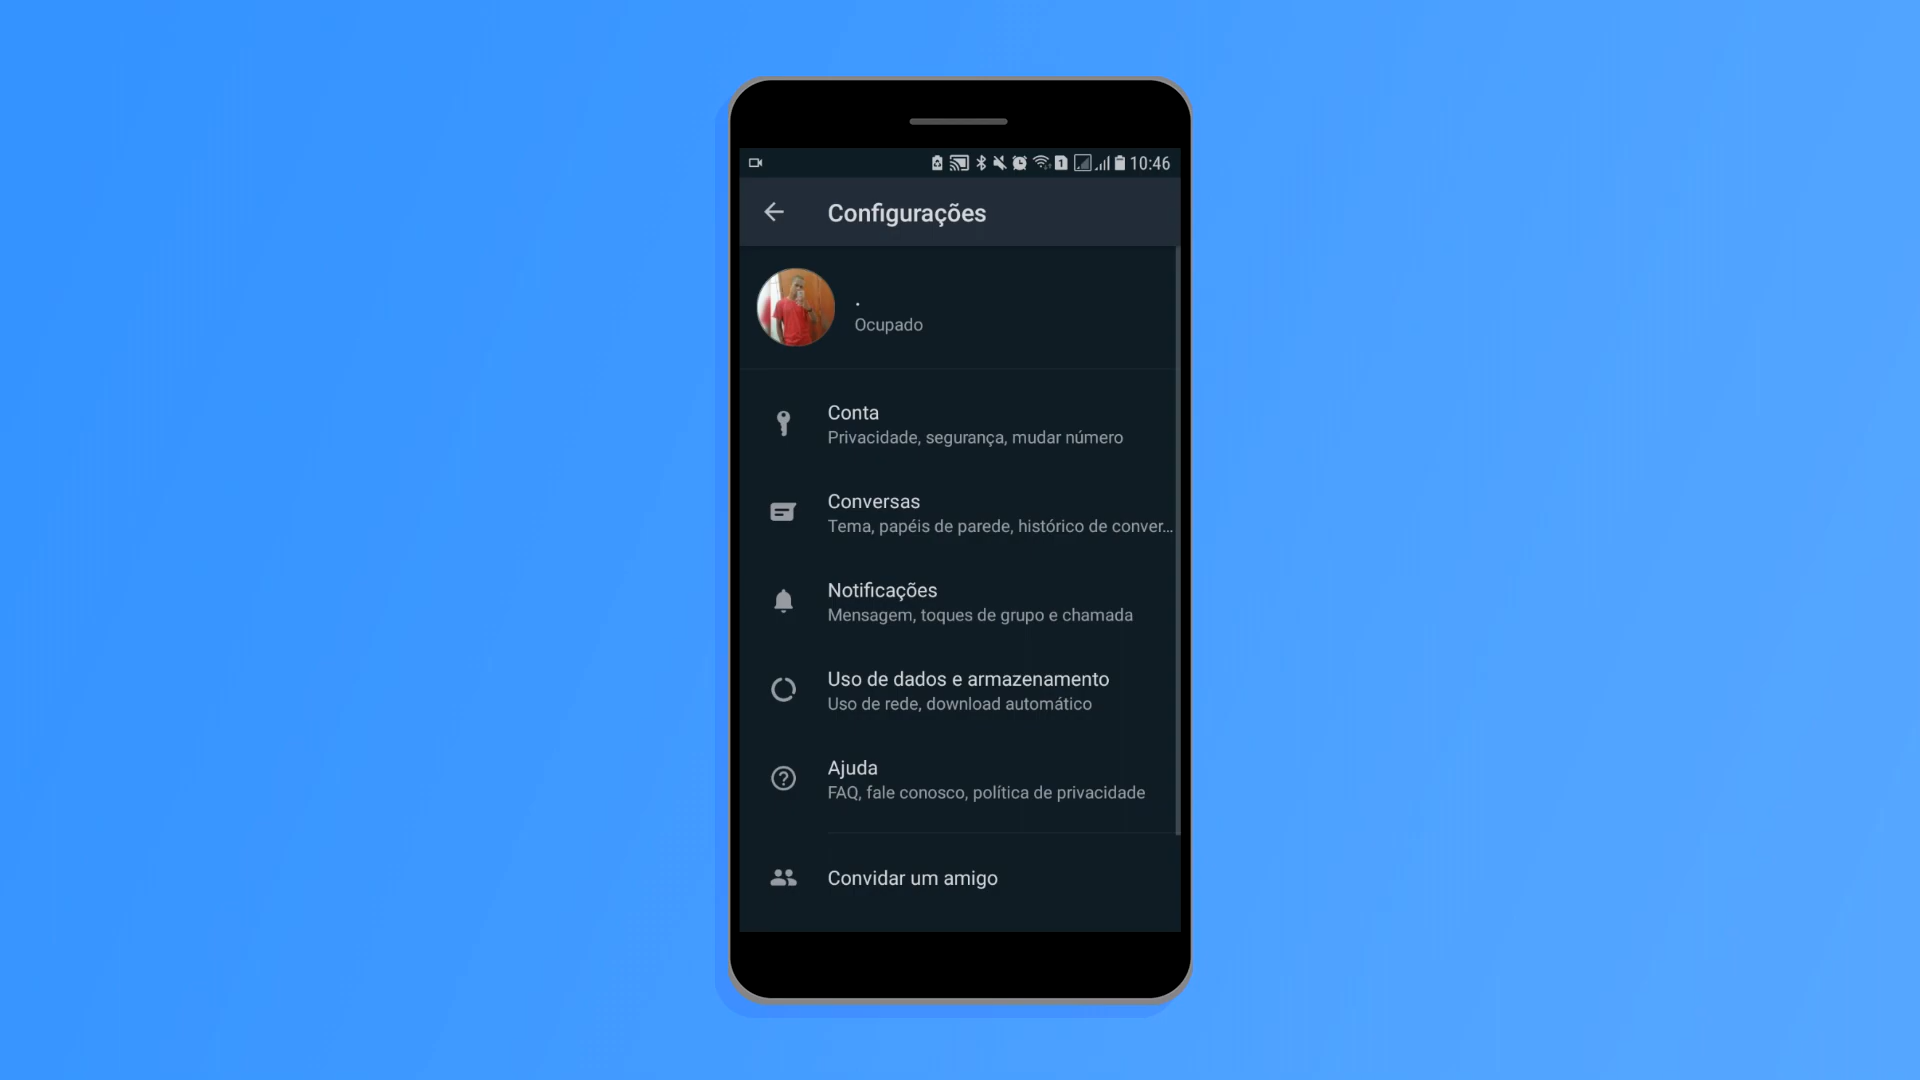 10:46
Configurações
.
Ocupado
Conta
Privacidade, segurança, mudar número
Conversas
Tema, papéis de parede, histórico de conver...
Notificações
Mensagem, toques de grupo e chamada
Uso de dados e armazenamento
Uso de rede, download automático
Ajuda
FAQ, fale conosco, política de privacidade
Convidar um amigo